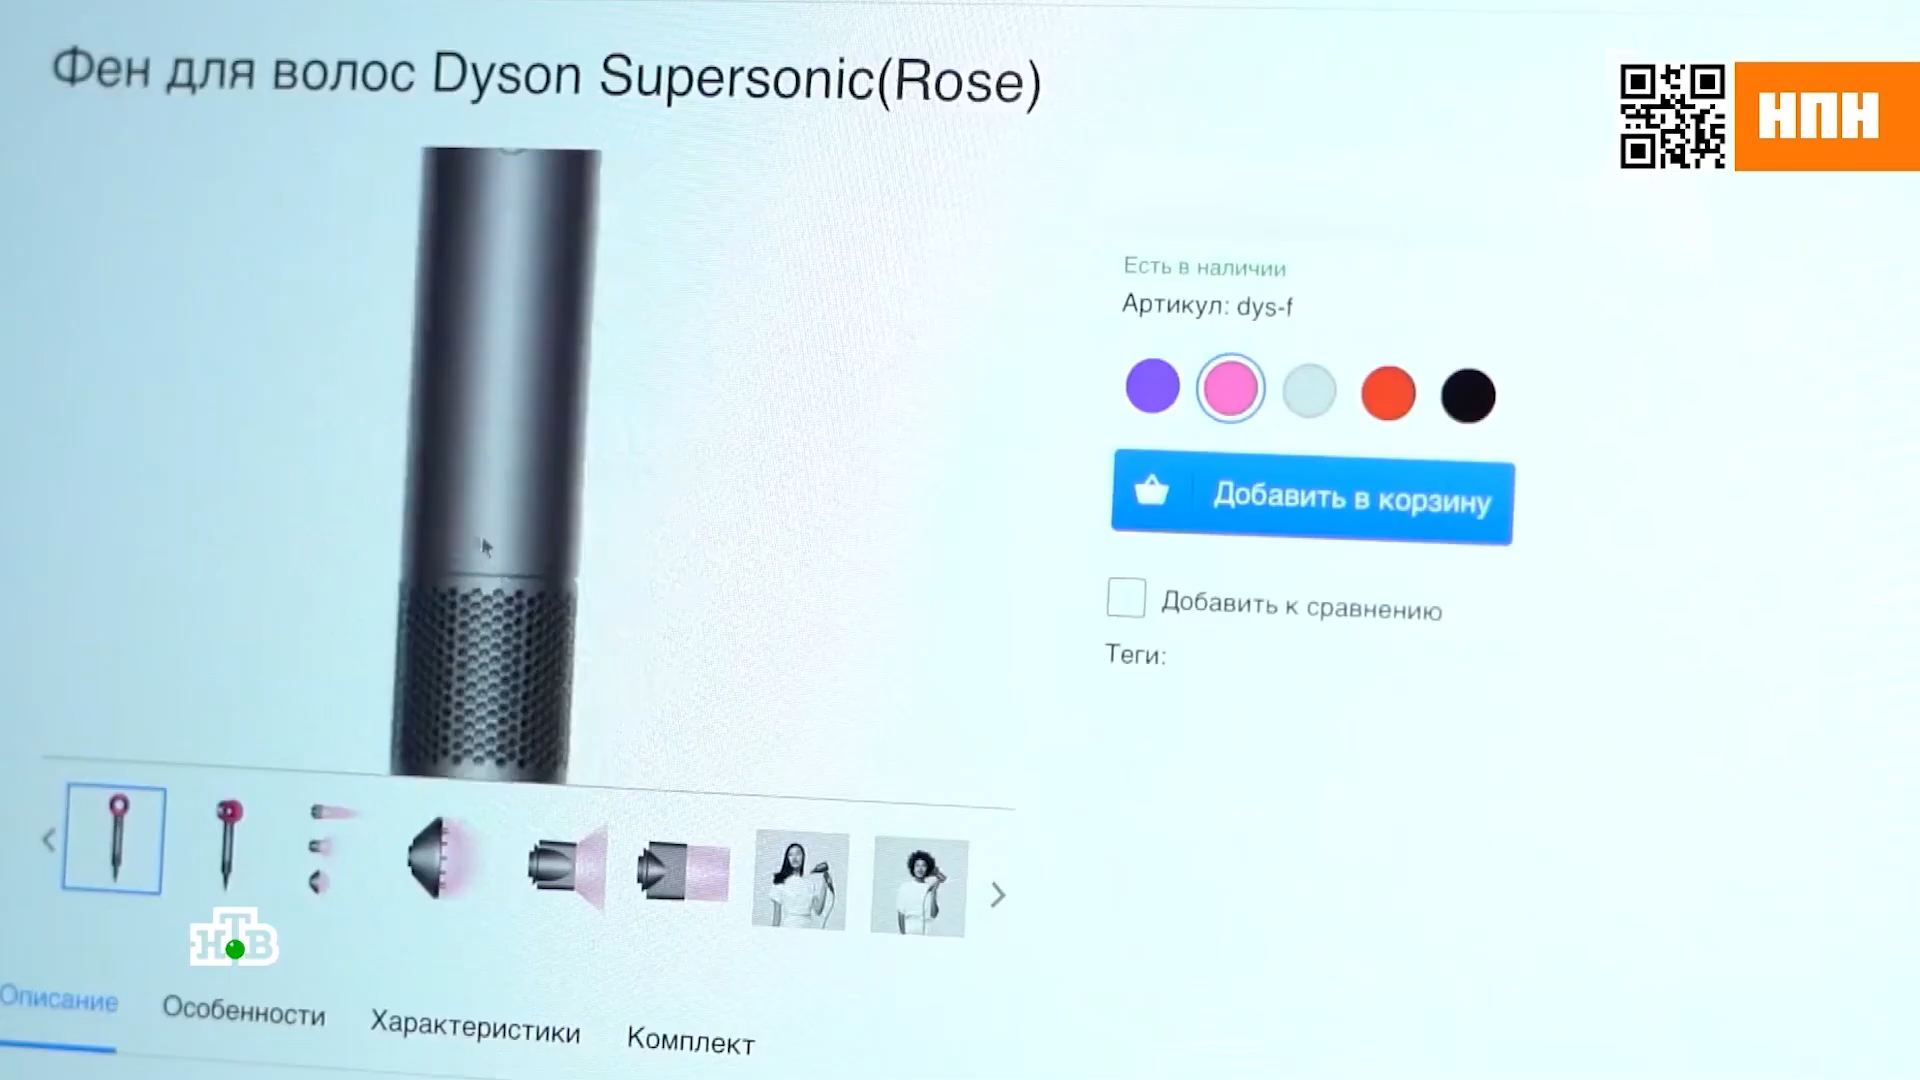 Фен для волос Dyson Supersonic(Rose)
НПН
Есть в наличии
Артикул: dys-f
Добавить в корзину
Добавить к сравнению
Теги:
НТВ
Описание
Особенности
Характеристики
Комплект